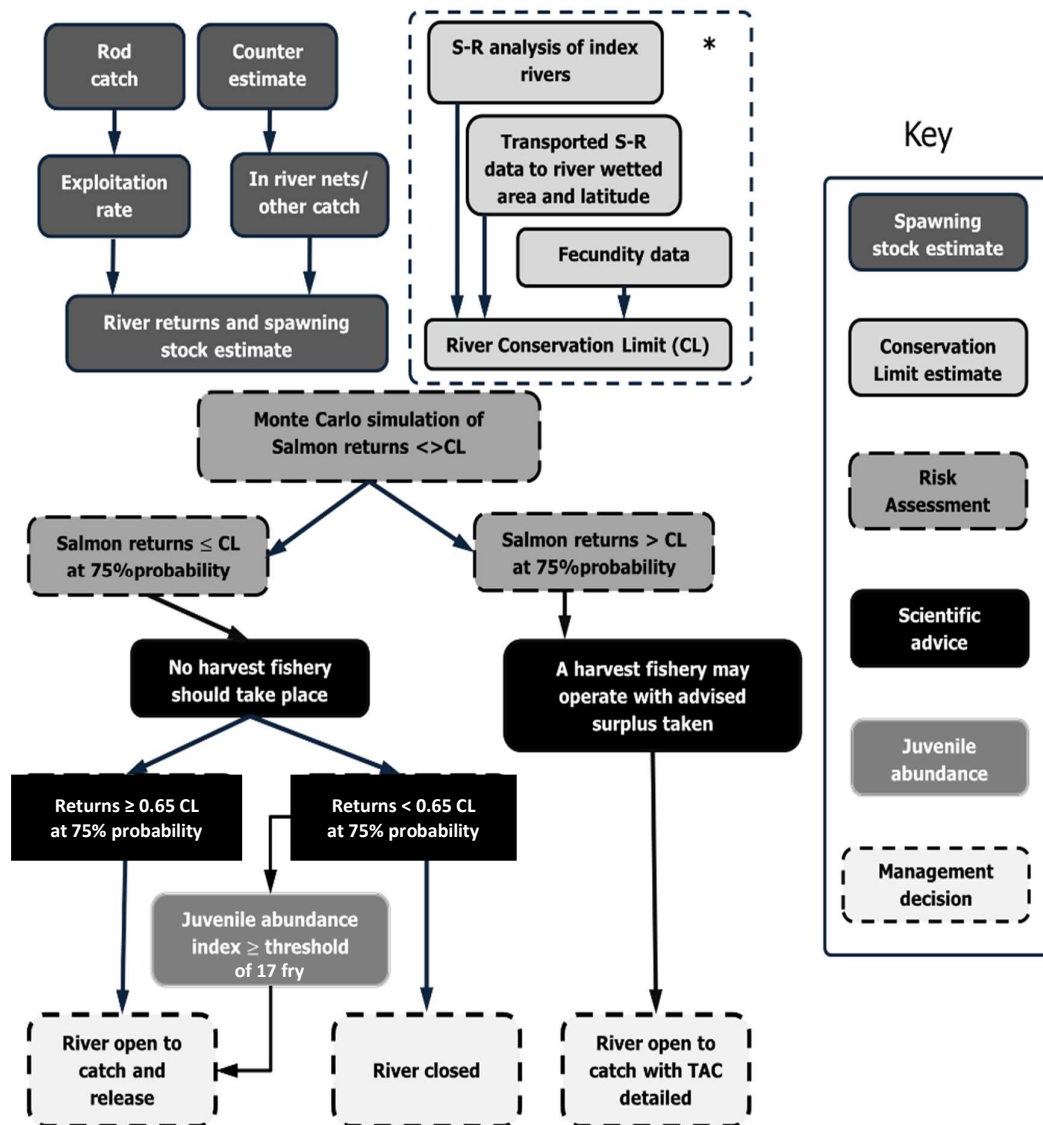 Rod
catch
Counter
estimate
S-R analysis of index
rivers
*
Transported S-R
data to river wetted
area and latitude
Exploitation
rate
In river nets/
other catch
Fecundity data
River returns and spawning
stock estimate
River Conservation Limit (CL)
Monte Carlo simulation of
Salmon returns <>CL
Salmon returns ≤ CL
at 75%probability
Salmon returns > CL
at 75%probability
No harvest fishery
should take place
A harvest fishery may
operate with advised
surplus taken
Returns ≥ 0.65 CL
at 75% probability
Returns < 0.65 CL
at 75% probability
Juvenile abundance
index ≥ threshold
of 17 fry
River open to
catch and
release
River closed
River open to
catch with TAC
detailed
Key
Spawning
stock estimate
Conservation
Limit estimate
Risk
Assessment
Scientific
advice
Juvenile
abundance
Management
decision